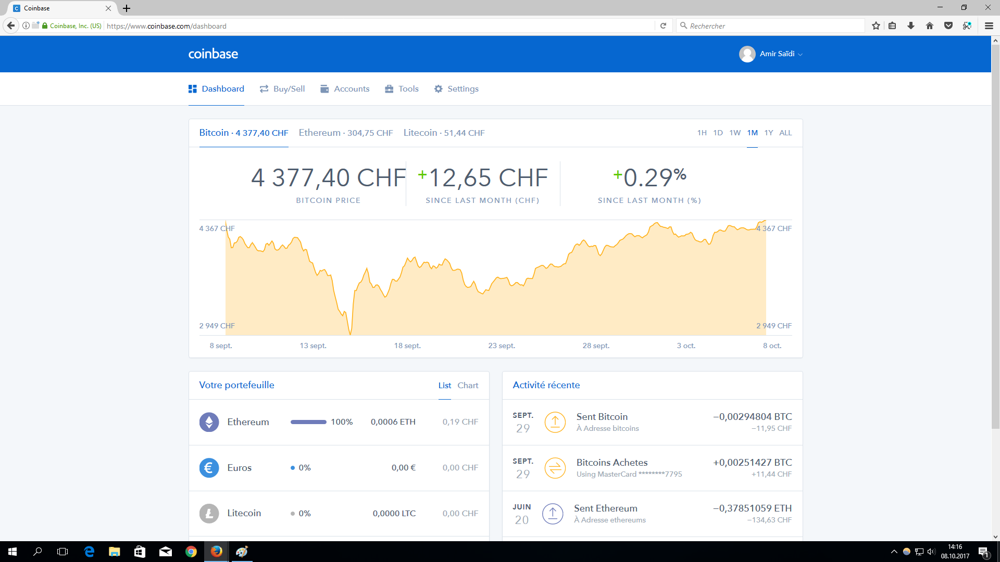 Coinbase
Coinbase, Inc. (US)
https://www.coinbase.com/dashboard
Rechercher
coinbase
Amir Saïdi
Dashboard
Buy/Sell
Accounts
Tools
Settings
Bitcoin · 4 377,40 CHF
Ethereum · 304,75 CHF
Litecoin · 51,44 CHF
1H 1D 1W 1M 1Y ALL
4 377,40 CHF
BITCOIN PRICE
+12,65 CHF
SINCE LAST MONTH (CHF)
+0.29%
SINCE LAST MONTH (%)
4 367 CHF
4 367 CHF
2 949 CHF
2 949 CHF
8 sept. 13 sept. 18 sept. 23 sept. 28 sept. 3 oct. 8 oct.
Votre portefeuille
List Chart
Ethereum 100% 0,0006 ETH 0,19 CHF
Euros 0% 0,00 € 0,00 CHF
Litecoin 0% 0,0000 LTC 0,00 CHF
Activité récente
SEPT.
29
Sent Bitcoin
À Adresse bitcoins
−0,00294804 BTC
−11,95 CHF
SEPT.
29
Bitcoins Achetes
Using MasterCard ********7795
+0,00251427 BTC
+11,44 CHF
JUIN
20
Sent Ethereum
À Adresse ethereums
−0,37851059 ETH
−134,63 CHF
14:16
08.10.2017
1